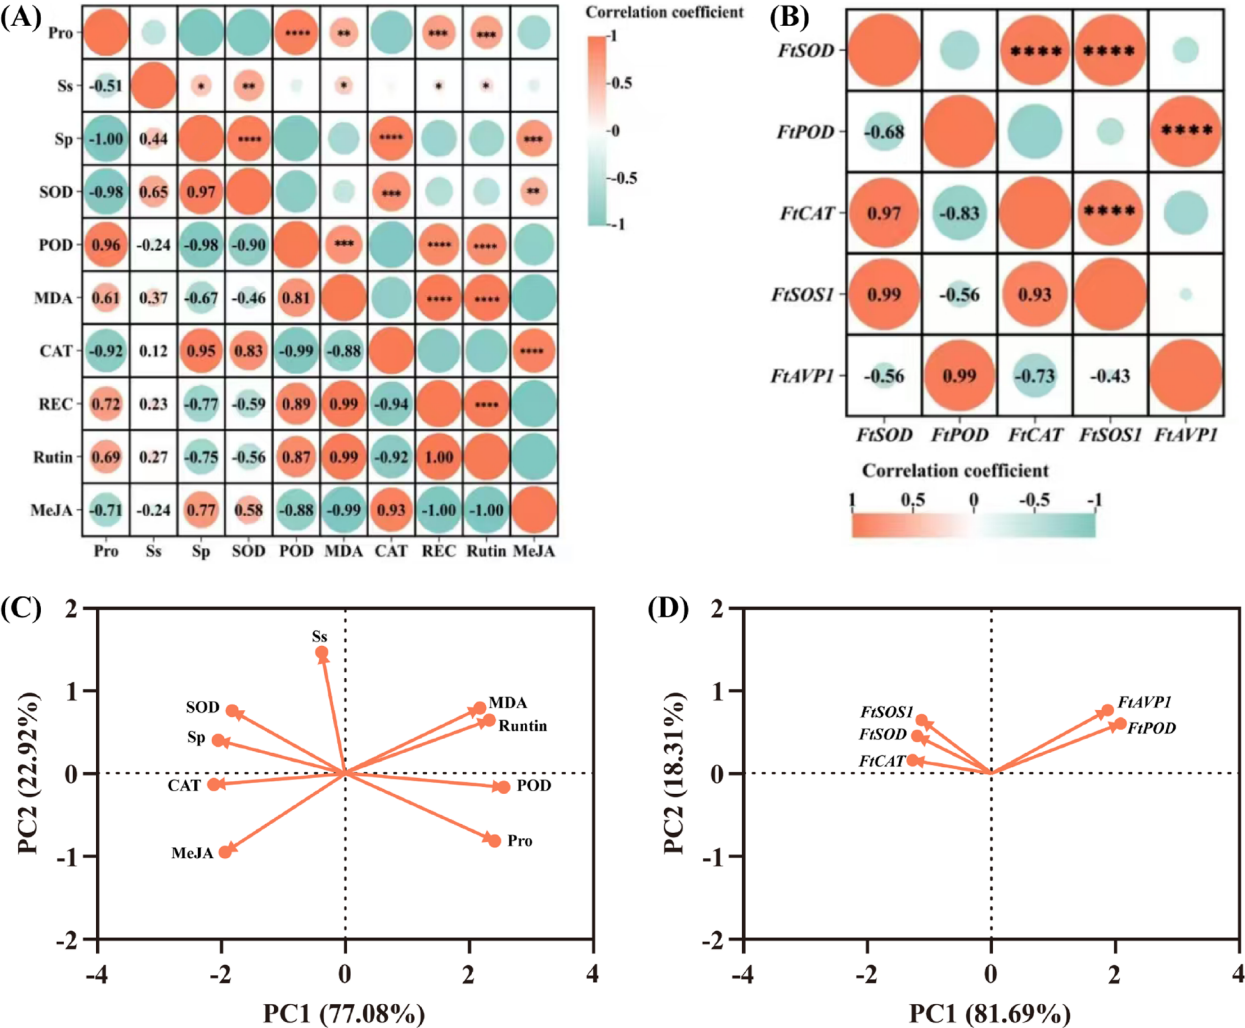 (A)
Correlation coefficient
1
0.5
0
-0.5
-1
Pro **** ** *** ***
Ss -0.51 * ** * * *
Sp -1.00 0.44 **** **** ***
SOD -0.98 0.65 0.97 *** **
POD 0.96 -0.24 -0.98 -0.90 *** **** ****
MDA 0.61 0.37 -0.67 -0.46 0.81 **** ****
CAT -0.92 0.12 0.95 0.83 -0.99 -0.88 ****
REC 0.72 0.23 -0.77 -0.59 0.89 0.99 -0.94 ****
Rutin 0.69 0.27 -0.75 -0.56 0.87 0.99 -0.92 1.00
MeJA -0.71 -0.24 0.77 0.58 -0.88 -0.99 0.93 -1.00 -1.00
Pro Ss Sp SOD POD MDA CAT REC Rutin MeJA
(B)
FtSOD **** ****
FtPOD -0.68 ****
FtCAT 0.97 -0.83 ****
FtSOS1 0.99 -0.56 0.93
FtAVP1 -0.56 0.99 -0.73 -0.43
FtSOD FtPOD FtCAT FtSOS1 FtAVP1
Correlation coefficient
1 0.5 0 -0.5 -1
(C)
2
1
0
-1
-2
PC2 (22.92%)
Ss
SOD
Sp
CAT
MeJA
MDA
Runtin
POD
Pro
-4 -2 0 2 4
PC1 (77.08%)
(D)
2
1
0
-1
-2
PC2 (18.31%)
FtSOS1
FtSOD
FtCAT
FtAVP1
FtPOD
-4 -2 0 2 4
PC1 (81.69%)